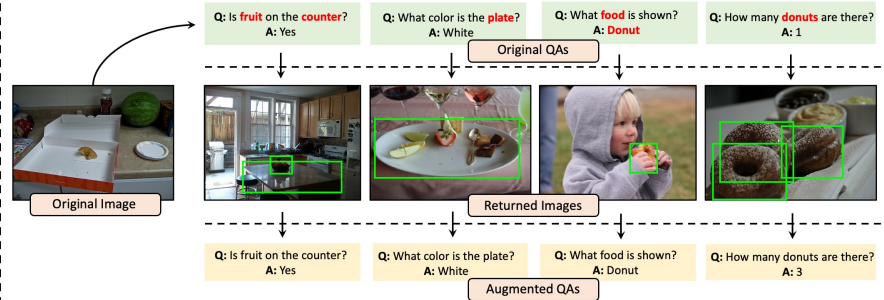 Q: Is fruit on the counter?
A: Yes
Q: What color is the plate?
A: White
Q: What food is shown?
A: Donut
Q: How many donuts are there?
A: 1
Original QAs
Original Image
Returned Images
Q: Is fruit on the counter?
A: Yes
Q: What color is the plate?
A: White
Q: What food is shown?
A: Donut
Q: How many donuts are there?
A: 3
Augmented QAs